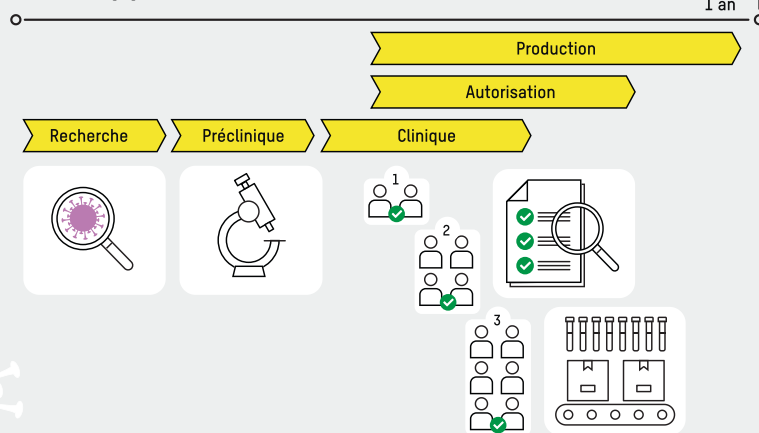 1 an
Production
Autorisation
Recherche
Préclinique
Clinique
1
2
3